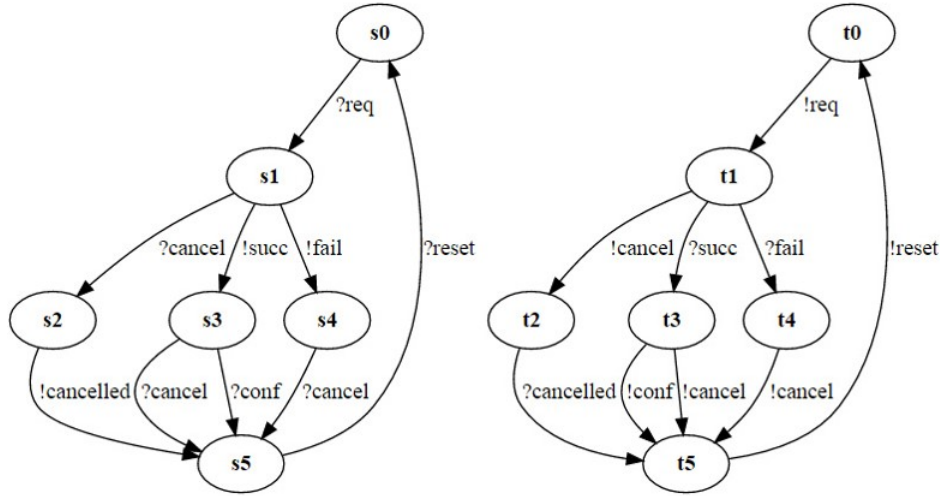 s0 t0
?req !req
s1 t1
?cancel !succ !fail ?reset !cancel ?succ ?fail !reset
s2 s3 s4 t2 t3 t4
!cancelled ?cancel ?conf ?cancel ?cancelled !conf !cancel !cancel
s5 t5